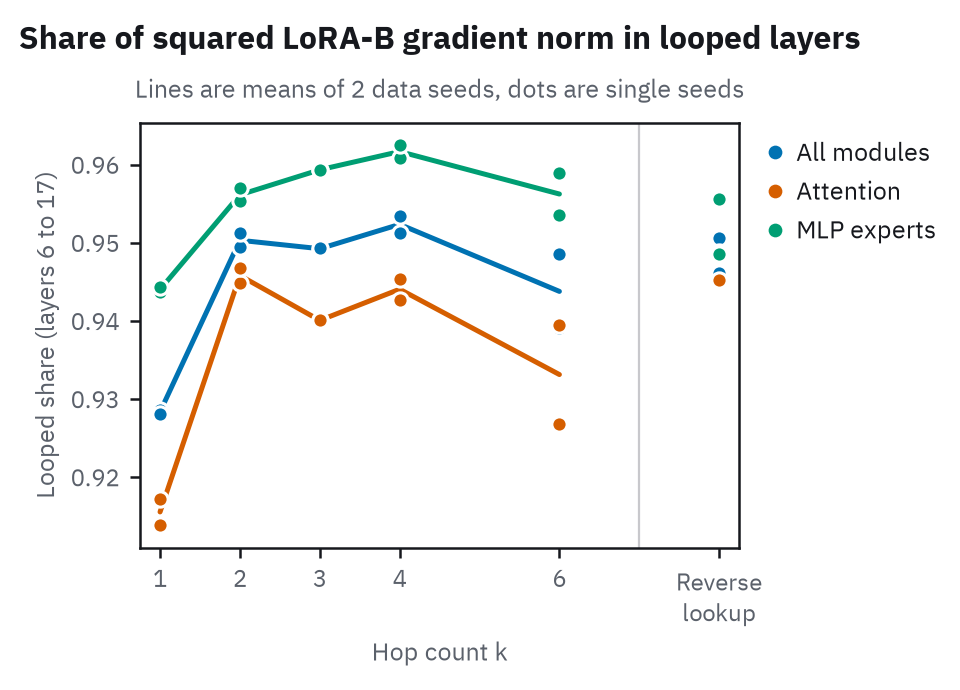 Share of squared LoRA-B gradient norm in looped layers
Lines are means of 2 data seeds, dots are single seeds
Looped share (layers 6 to 17)
0.96
0.95
0.94
0.93
0.92
1
2
3
4
6
Reverse
lookup
Hop count k
All modules
Attention
MLP experts